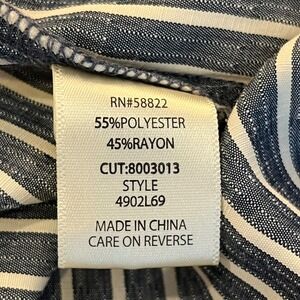 RN#58822
55%POLYESTER
45%RAYON
CUT:8003013
STYLE
4902L69
MADE IN CHINA
CARE ON REVERSE